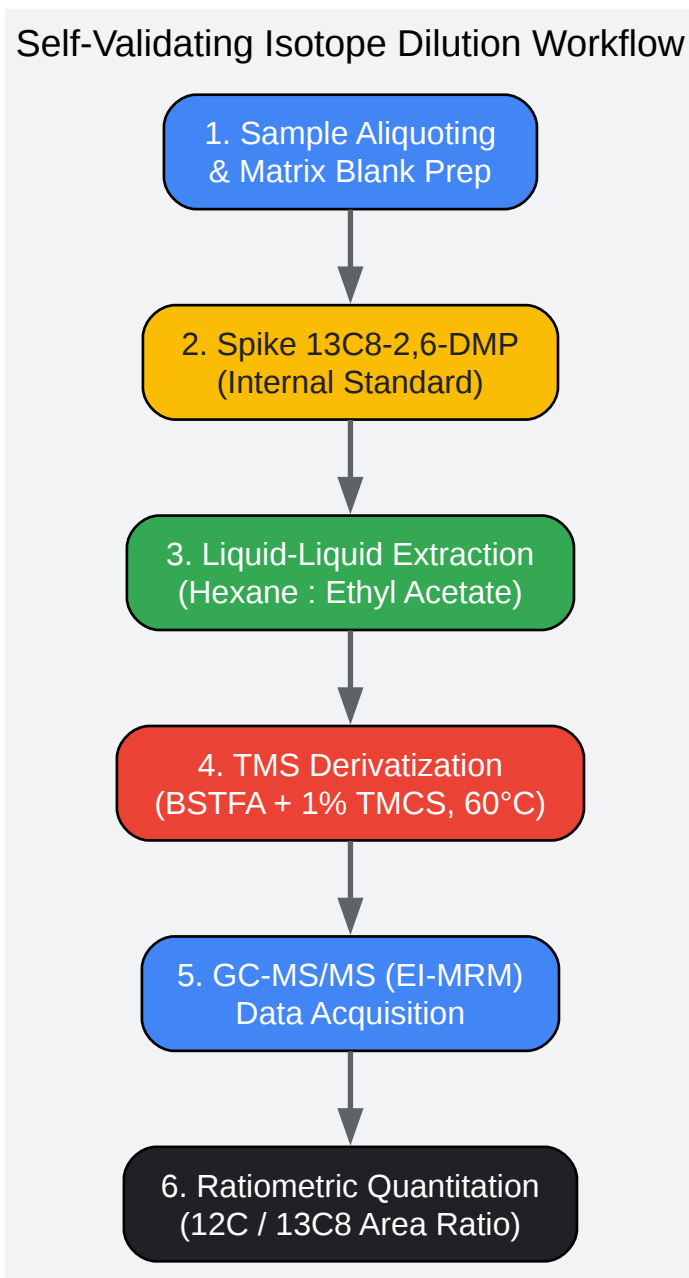 Self-Validating Isotope Dilution Workflow
1. Sample Aliquoting
& Matrix Blank Prep
2. Spike 13C8-2,6-DMP
(Internal Standard)
3. Liquid-Liquid Extraction
(Hexane : Ethyl Acetate)
4. TMS Derivatization
(BSTFA + 1% TMCS, 60°C)
5. GC-MS/MS (EI-MRM)
Data Acquisition
6. Ratiometric Quantitation
(12C / 13C8 Area Ratio)